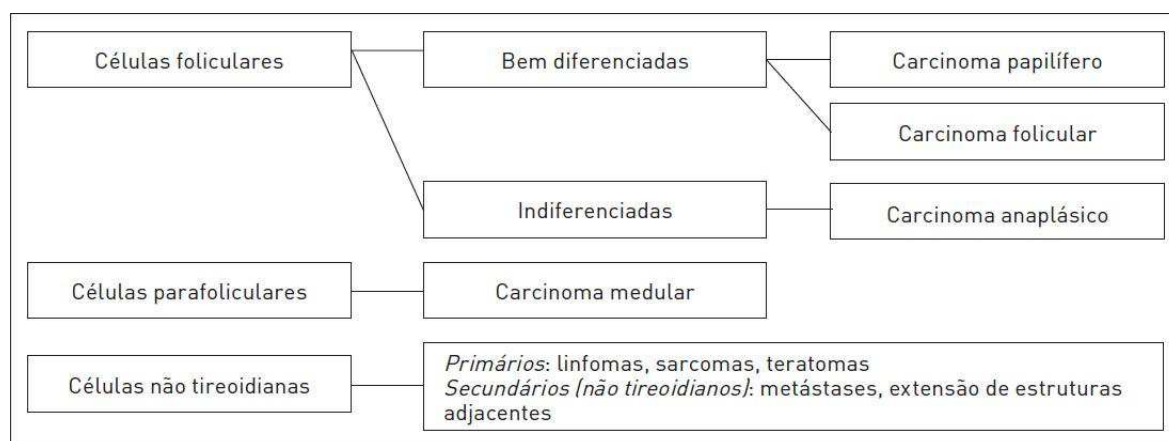 Células foliculares
Bem diferenciadas
Carcinoma papilífero
Carcinoma folicular
Indiferenciadas
Carcinoma anaplásico
Células parafoliculares
Carcinoma medular
Células não tireoidianas
Primários: linfomas, sarcomas, teratomas
Secundários (não tireoidianos): metástases, extensão de estruturas
adjacentes